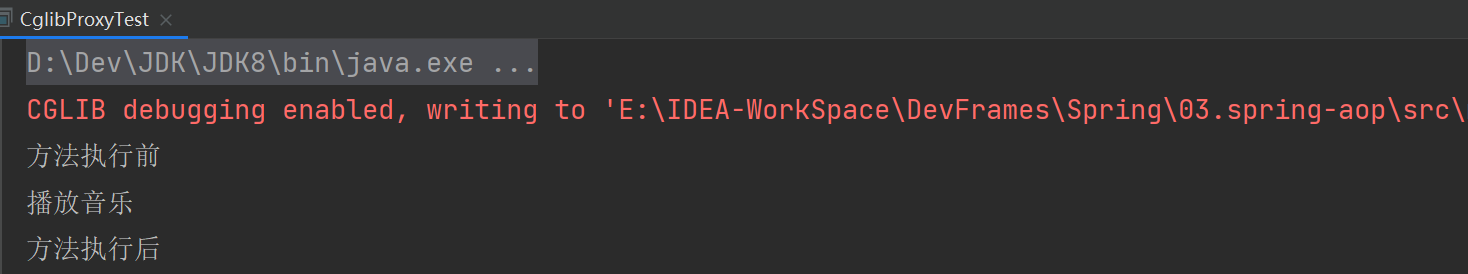 CglibProxyTest
D:\Dev\JDK\JDK8\bin\java.exe ...
CGLIB debugging enabled, writing to 'E:\IDEA-WorkSpace\DevFrames\Spring\03.spring-aop\src\
方法执行前
播放音乐
方法执行后